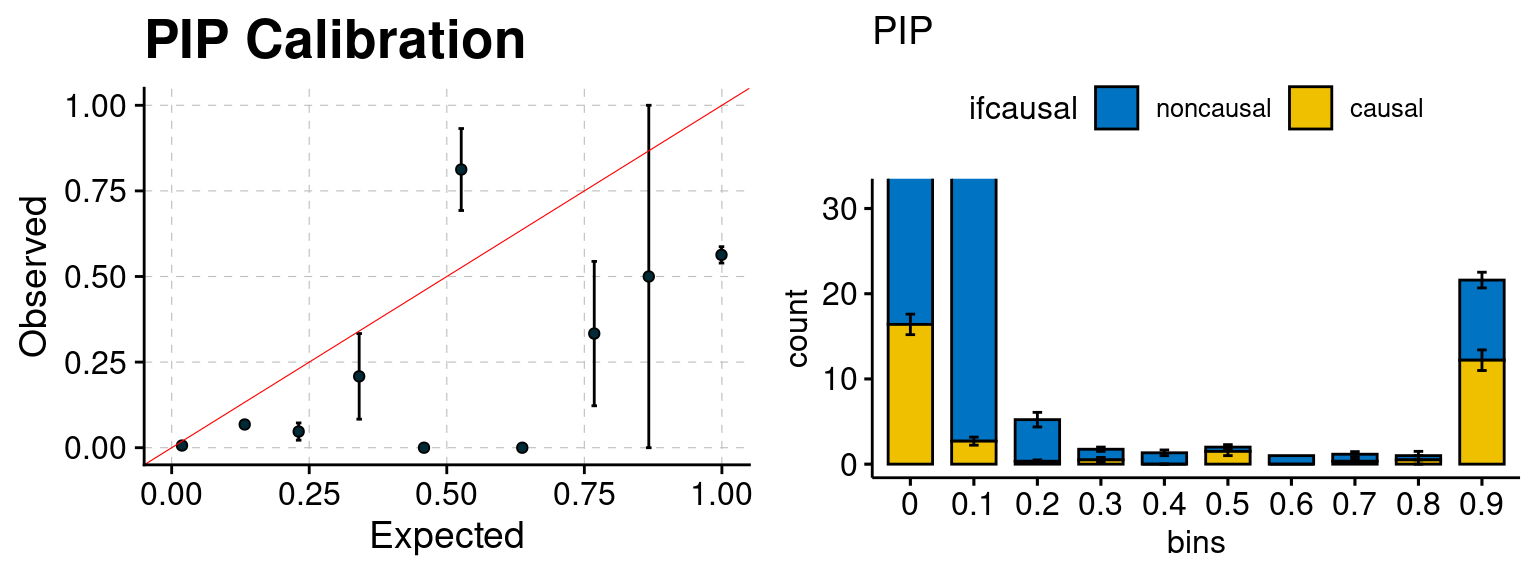 PIP Calibration
1.00
0.75
0.50
0.25
0.00
Observed
0.00 0.25 0.50 0.75 1.00
Expected
PIP
ifcausal noncausal causal
30
20
10
0
count
0 0.1 0.2 0.3 0.4 0.5 0.6 0.7 0.8 0.9
bins